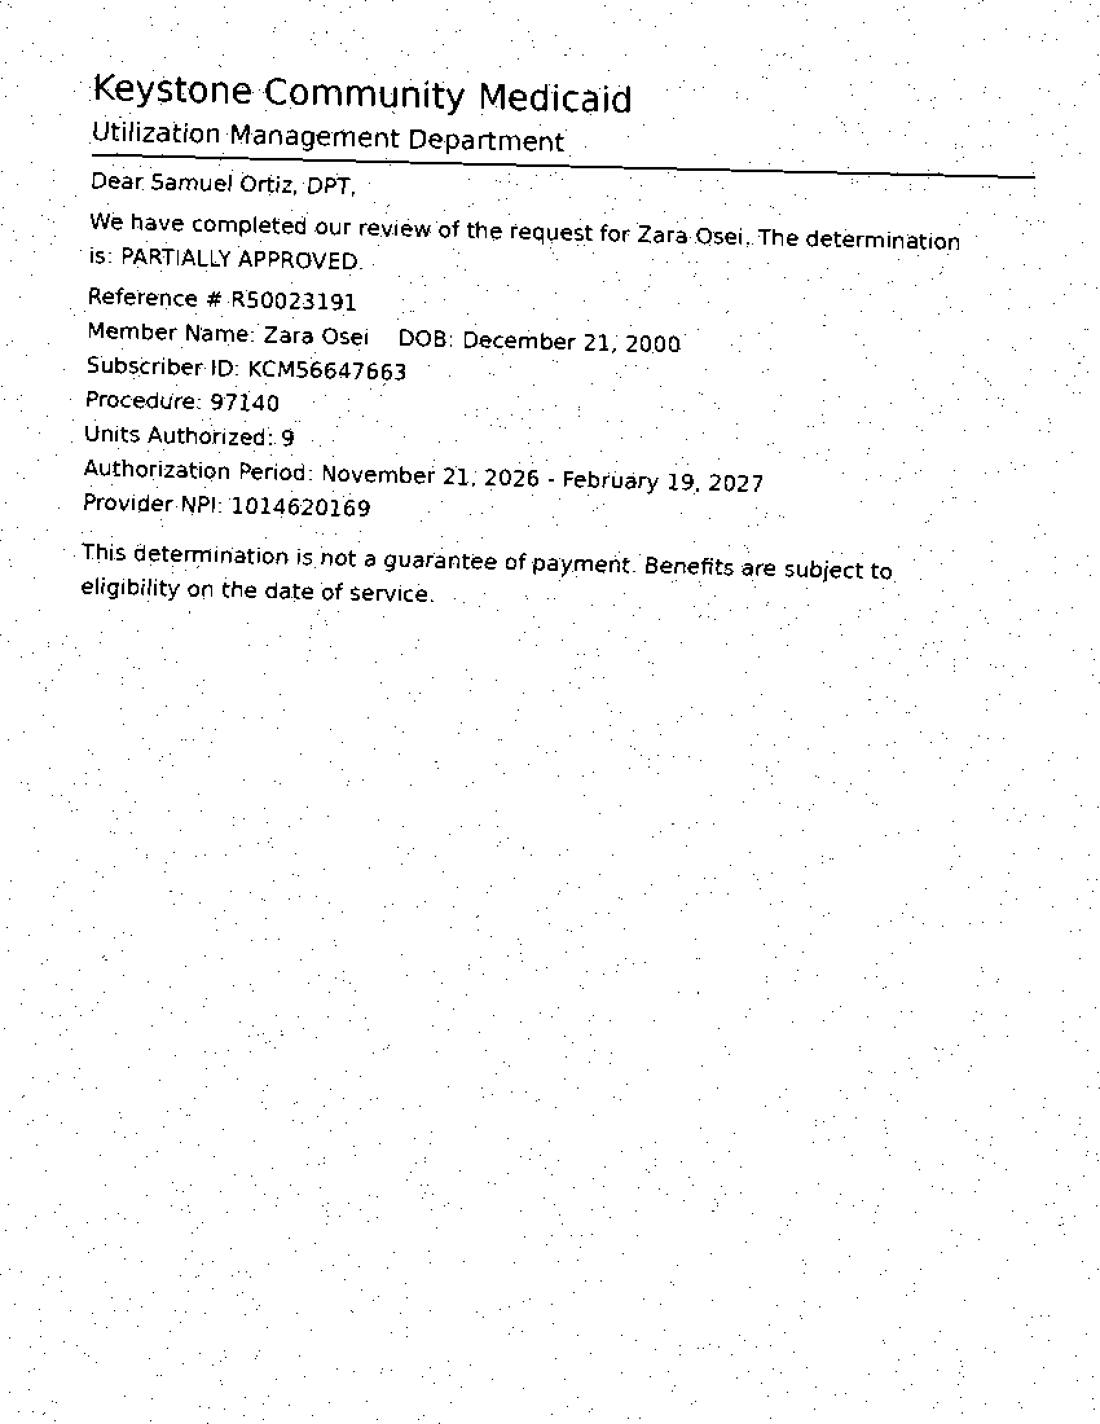 Keystone Community Medicaid
Utilization Management Department
Dear Samuel Ortiz, DPT,
We have completed our review of the request for Zara Osei. The determination
is: PARTIALLY APPROVED.
Reference # R50023191
Member Name: Zara Osei DOB: December 21, 2000
Subscriber ID: KCM56647663
Procedure: 97140
Units Authorized: 9
Authorization Period: November 21, 2026 - February 19, 2027
Provider NPI: 1014620169
This determination is not a guarantee of payment. Benefits are subject to
eligibility on the date of service.